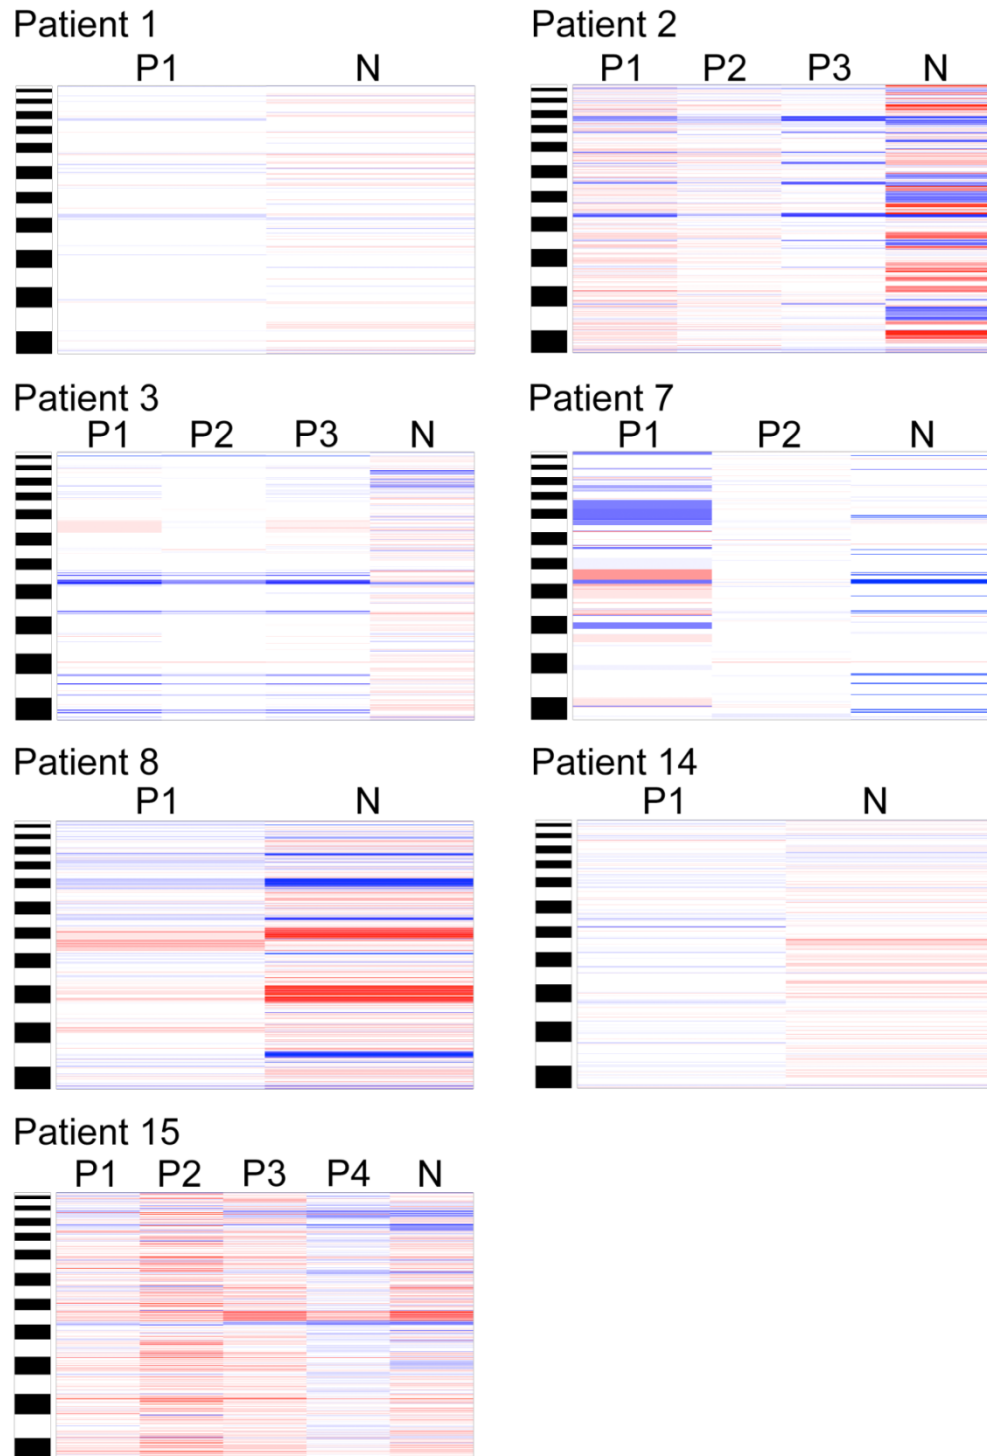 Patient 1
P1 N
Patient 2
P1 P2 P3 N
Patient 3
P1 P2 P3 N
Patient 7
P1 P2 N
Patient 8
P1 N
Patient 14
P1 N
Patient 15
P1 P2 P3 P4 N